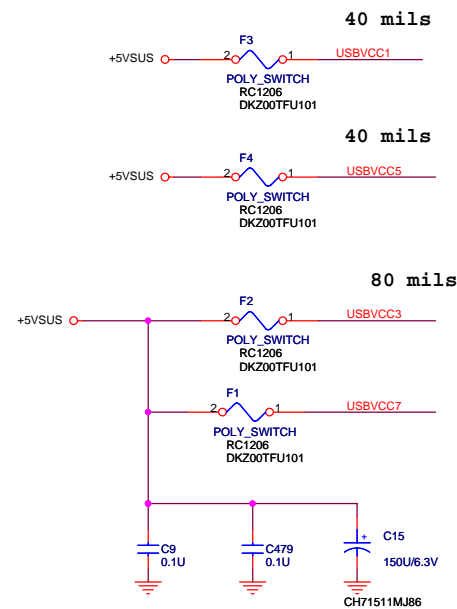 40 mils
F3
+5VSUS 2 1 USBVCC1
POLY_SWITCH
RC1206
DKZ00TFU101
40 mils
F4
+5VSUS 2 1 USBVCC5
POLY_SWITCH
RC1206
DKZ00TFU101
80 mils
F2
+5VSUS 2 1 USBVCC3
POLY_SWITCH
RC1206
DKZ00TFU101
F1
2 1 USBVCC7
POLY_SWITCH
RC1206
DKZ00TFU101
C9 C479 + C15
0.1U 0.1U 150U/6.3V
CH71511MJ86